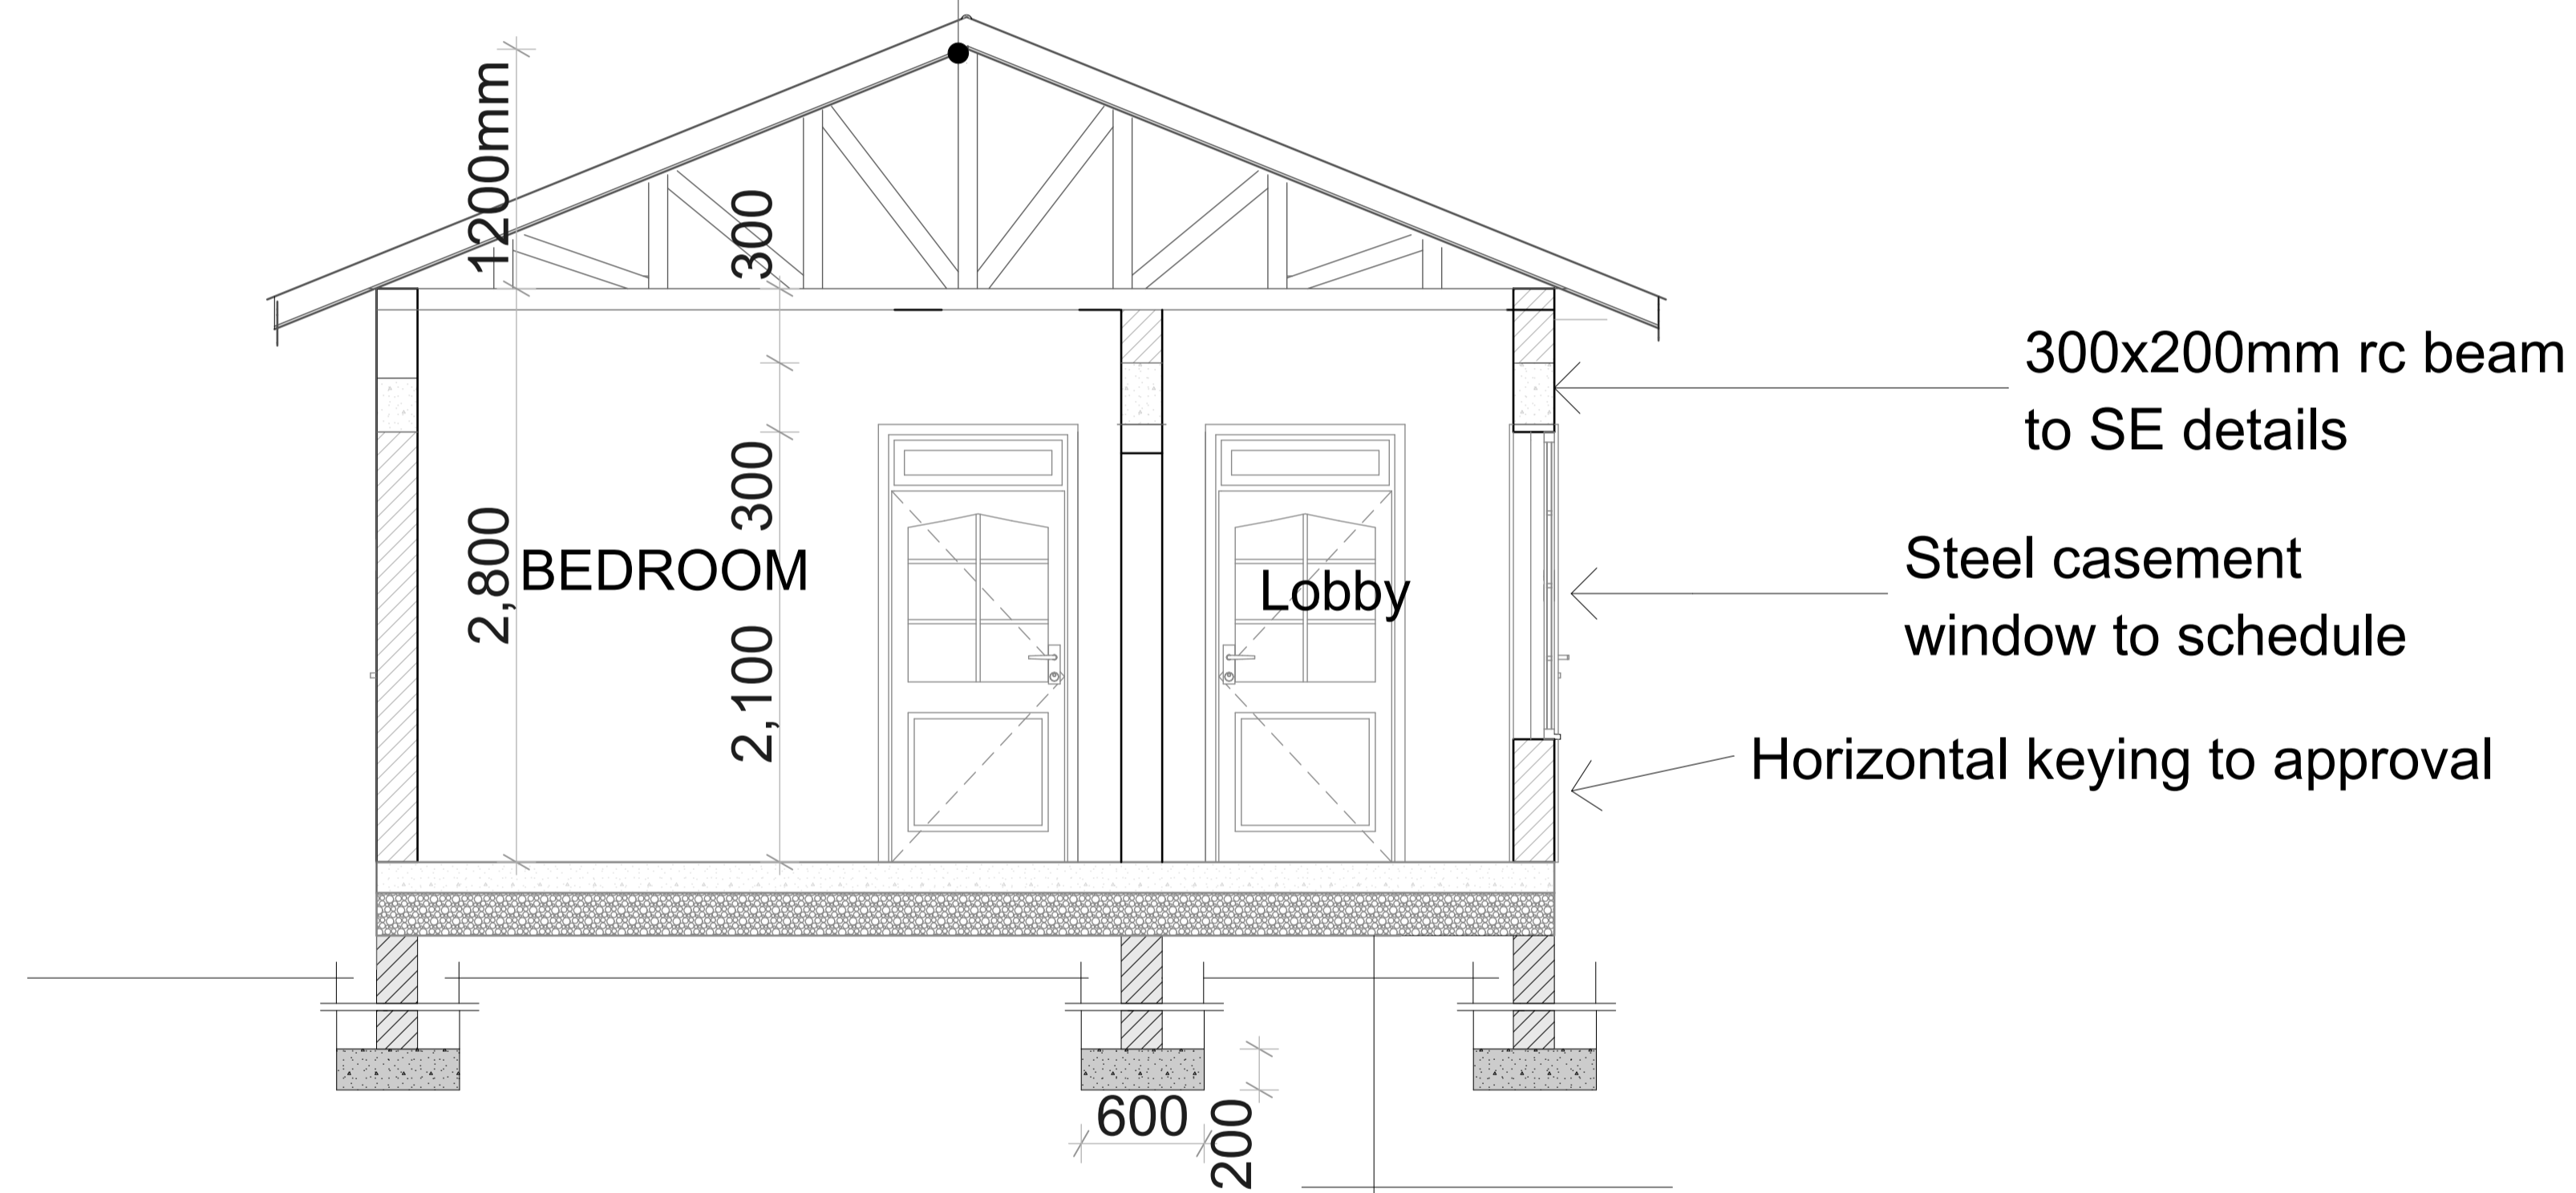 1200mm
300
300x200mm rc beam
to SE details
2,800
300
2,100
BEDROOM
Lobby
Steel casement
window to schedule
Horizontal keying to approval
600
200